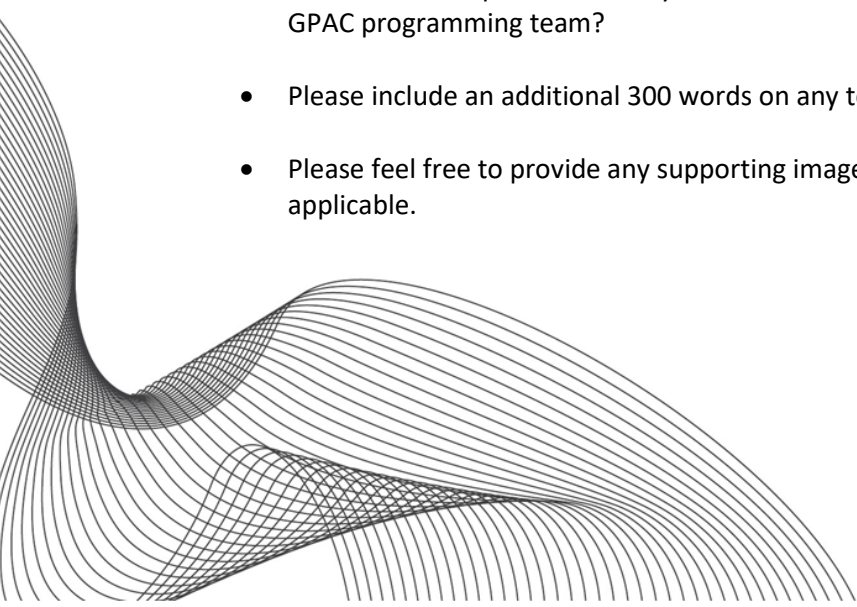 GPAC programming team?
• Please include an additional 300 words on any
• Please feel free to provide any supporting image
applicable.